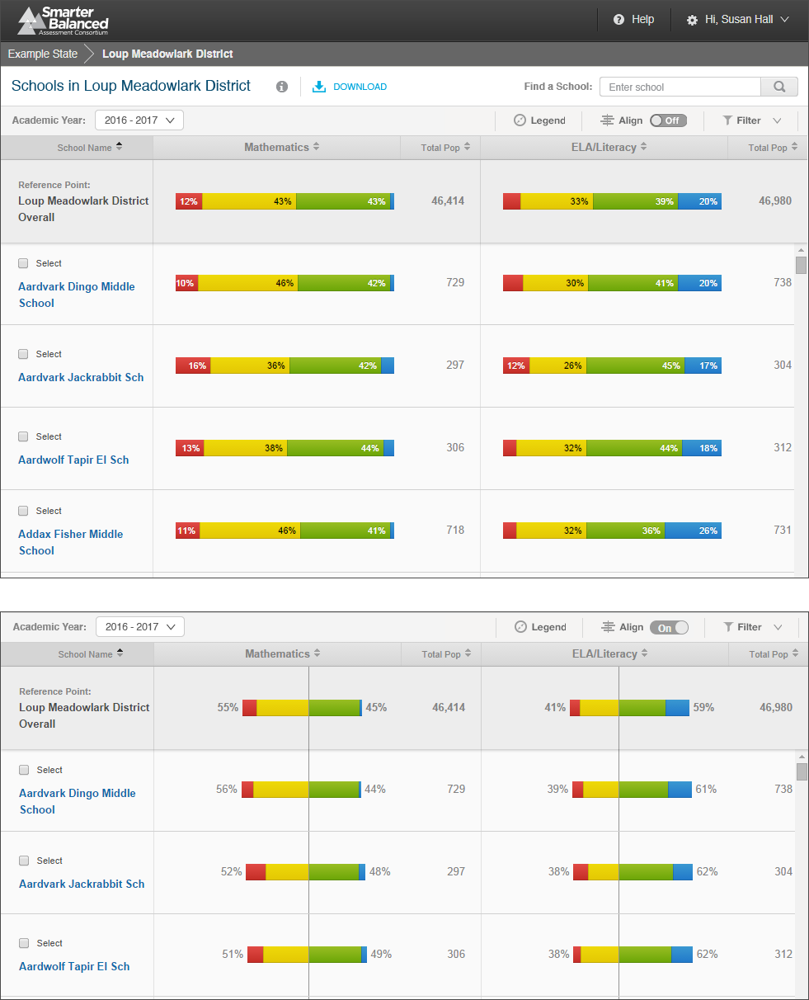 Smarter
Balanced
Assessment Consortium
Help
Hi, Susan Hall
Example State
Loup Meadowlark District
Schools in Loup Meadowlark District
DOWNLOAD
Find a School:
Enter school
Academic Year:
2016 - 2017
Legend
Align
Off
Filter
School Name
Mathematics
Total Pop
ELA/Literacy
Total Pop
Reference Point:
Loup Meadowlark District
Overall
12% 43% 43% 46,414 33% 39% 20% 46,980
Select
Aardvark Dingo Middle
School
10% 46% 42% 729 30% 41% 20% 738
Select
Aardvark Jackrabbit Sch
16% 36% 42% 297 12% 26% 45% 17% 304
Select
Aardwolf Tapir El Sch
13% 38% 44% 306 32% 44% 18% 312
Select
Addax Fisher Middle
School
11% 46% 41% 718 32% 36% 26% 731
Academic Year:
2016 - 2017
Legend
Align
On
Filter
School Name
Mathematics
Total Pop
ELA/Literacy
Total Pop
Reference Point:
Loup Meadowlark District
Overall
55% 45% 46,414 41% 59% 46,980
Select
Aardvark Dingo Middle
School
56% 44% 729 39% 61% 738
Select
Aardvark Jackrabbit Sch
52% 48% 297 38% 62% 304
Select
Aardwolf Tapir El Sch
51% 49% 306 38% 62% 312